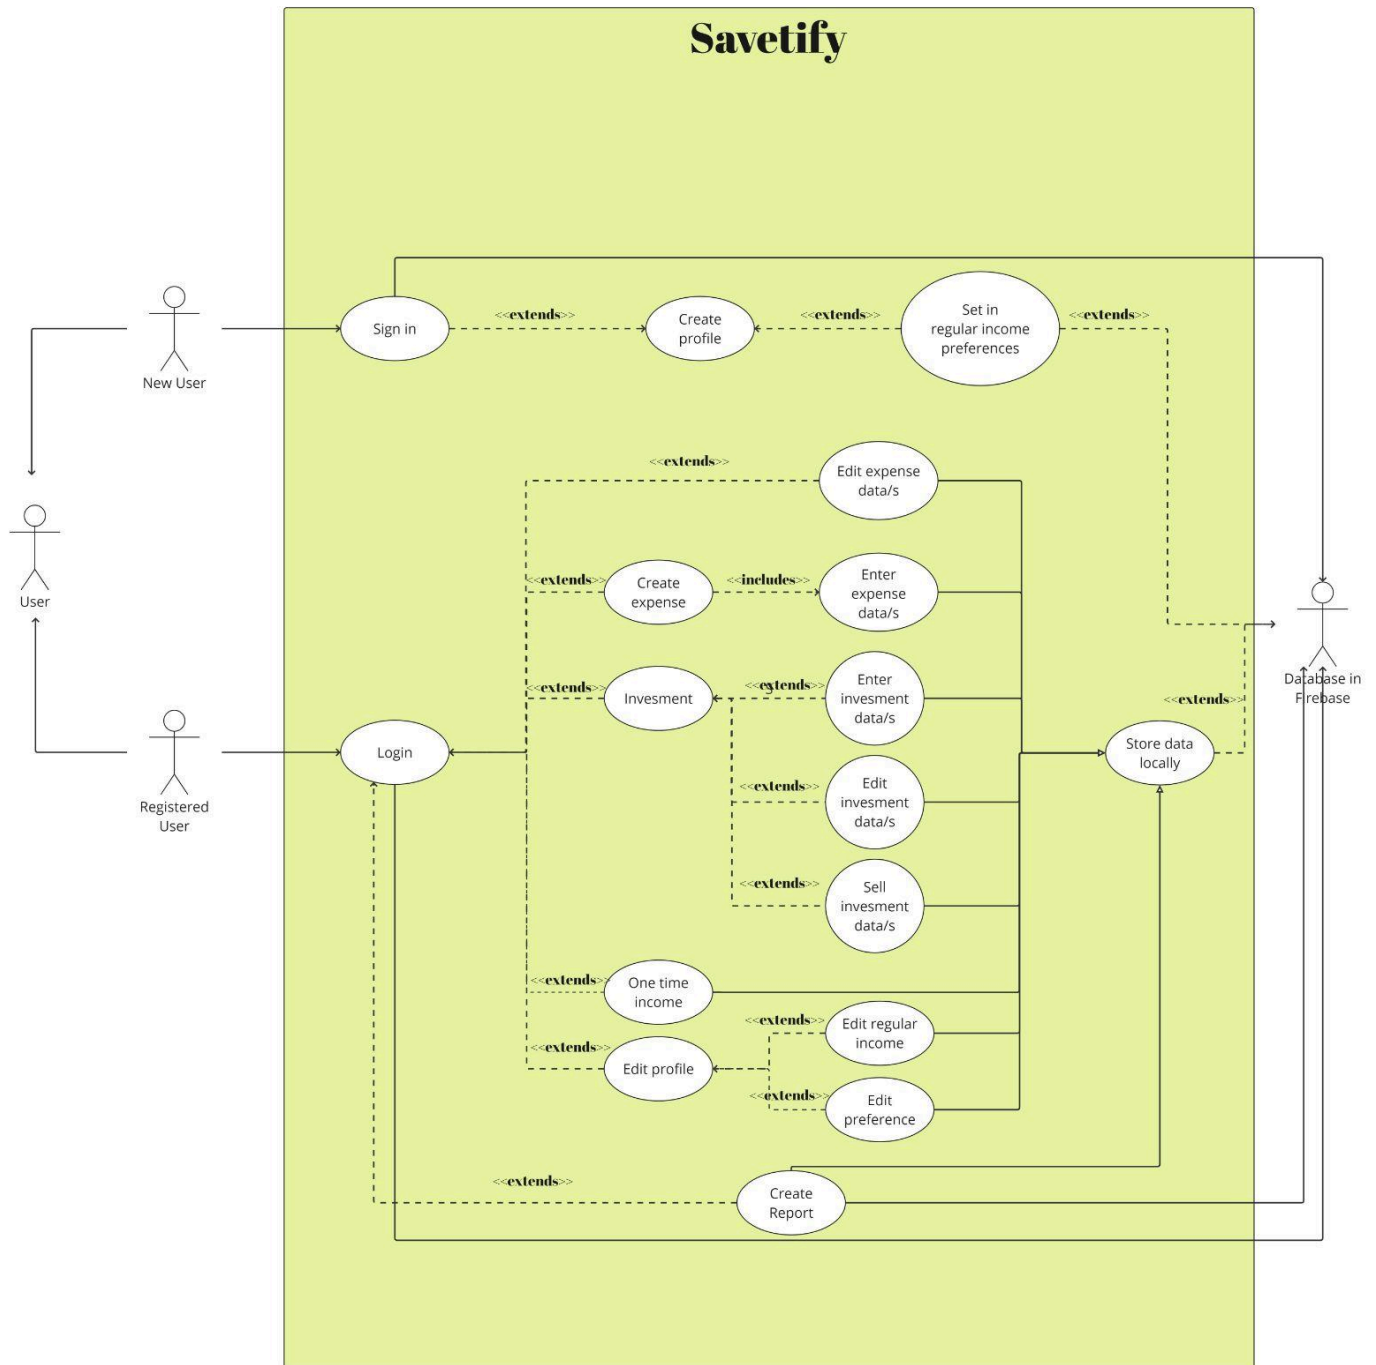 Savetify
<<extends>>
<<extends>>
<<extends>>
Sign in
Create
profile
Set in
regular income
preferences
New User
<<extends>>
Edit expense
data/s
User
<<extends>>
Create
expense
<<includes>>
Enter
expense
data/s
Database in
Firebase
<<extends>>
Invesment
<<extends>>
Enter
invesment
data/s
<<extends>>
Login
Store data
locally
Registered
User
<<extends>>
Edit
invesment
data/s
<<extends>>
Sell
invesment
data/s
<<extends>>
One time
income
<<extends>>
Edit regular
income
<<extends>>
Edit profile
<<extends>>
Edit
preference
<<extends>>
Create
Report